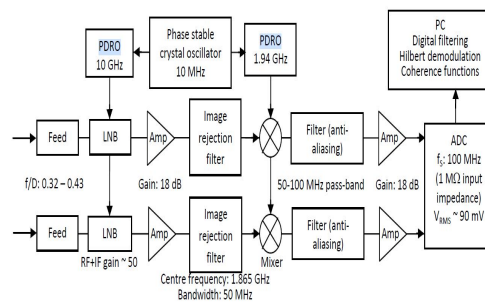 PDRO
10 GHz
Phase stable
crystal oscillator
10 MHz
PDRO
1.94 GHz
PC
Digital filtering
Hilbert demodulation
Coherence functions
Feed
LNB
Amp
Image
rejection
filter
Filter (anti-
aliasing)
Amp
ADC
fS: 100 MHz
(1 MΩ input
impedance)
VRMS ~ 90 mV
f/D: 0.32 – 0.43
Gain: 18 dB
50-100 MHz pass-band
Gain: 18 dB
Feed
LNB
Amp
Image
rejection
filter
Filter (anti-
aliasing)
Amp
RF+IF gain ~ 50
Mixer
Centre frequency: 1.865 GHz
Bandwidth: 50 MHz